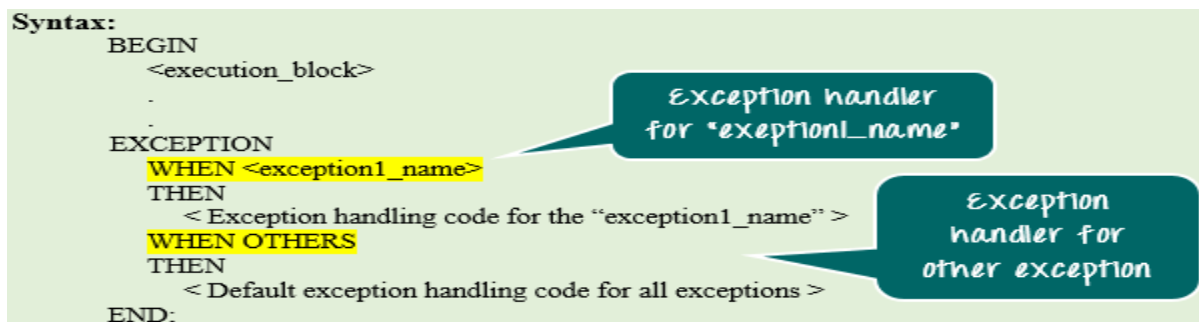 Syntax:
BEGIN
<execution_block>
.
.
EXCEPTION
WHEN <exception1_name>
THEN
< Exception handling code for the “exception1_name” >
WHEN OTHERS
THEN
< Default exception handling code for all exceptions >
END;
Exception handler
for "exeption1_name"
Exception
handler for
other exception